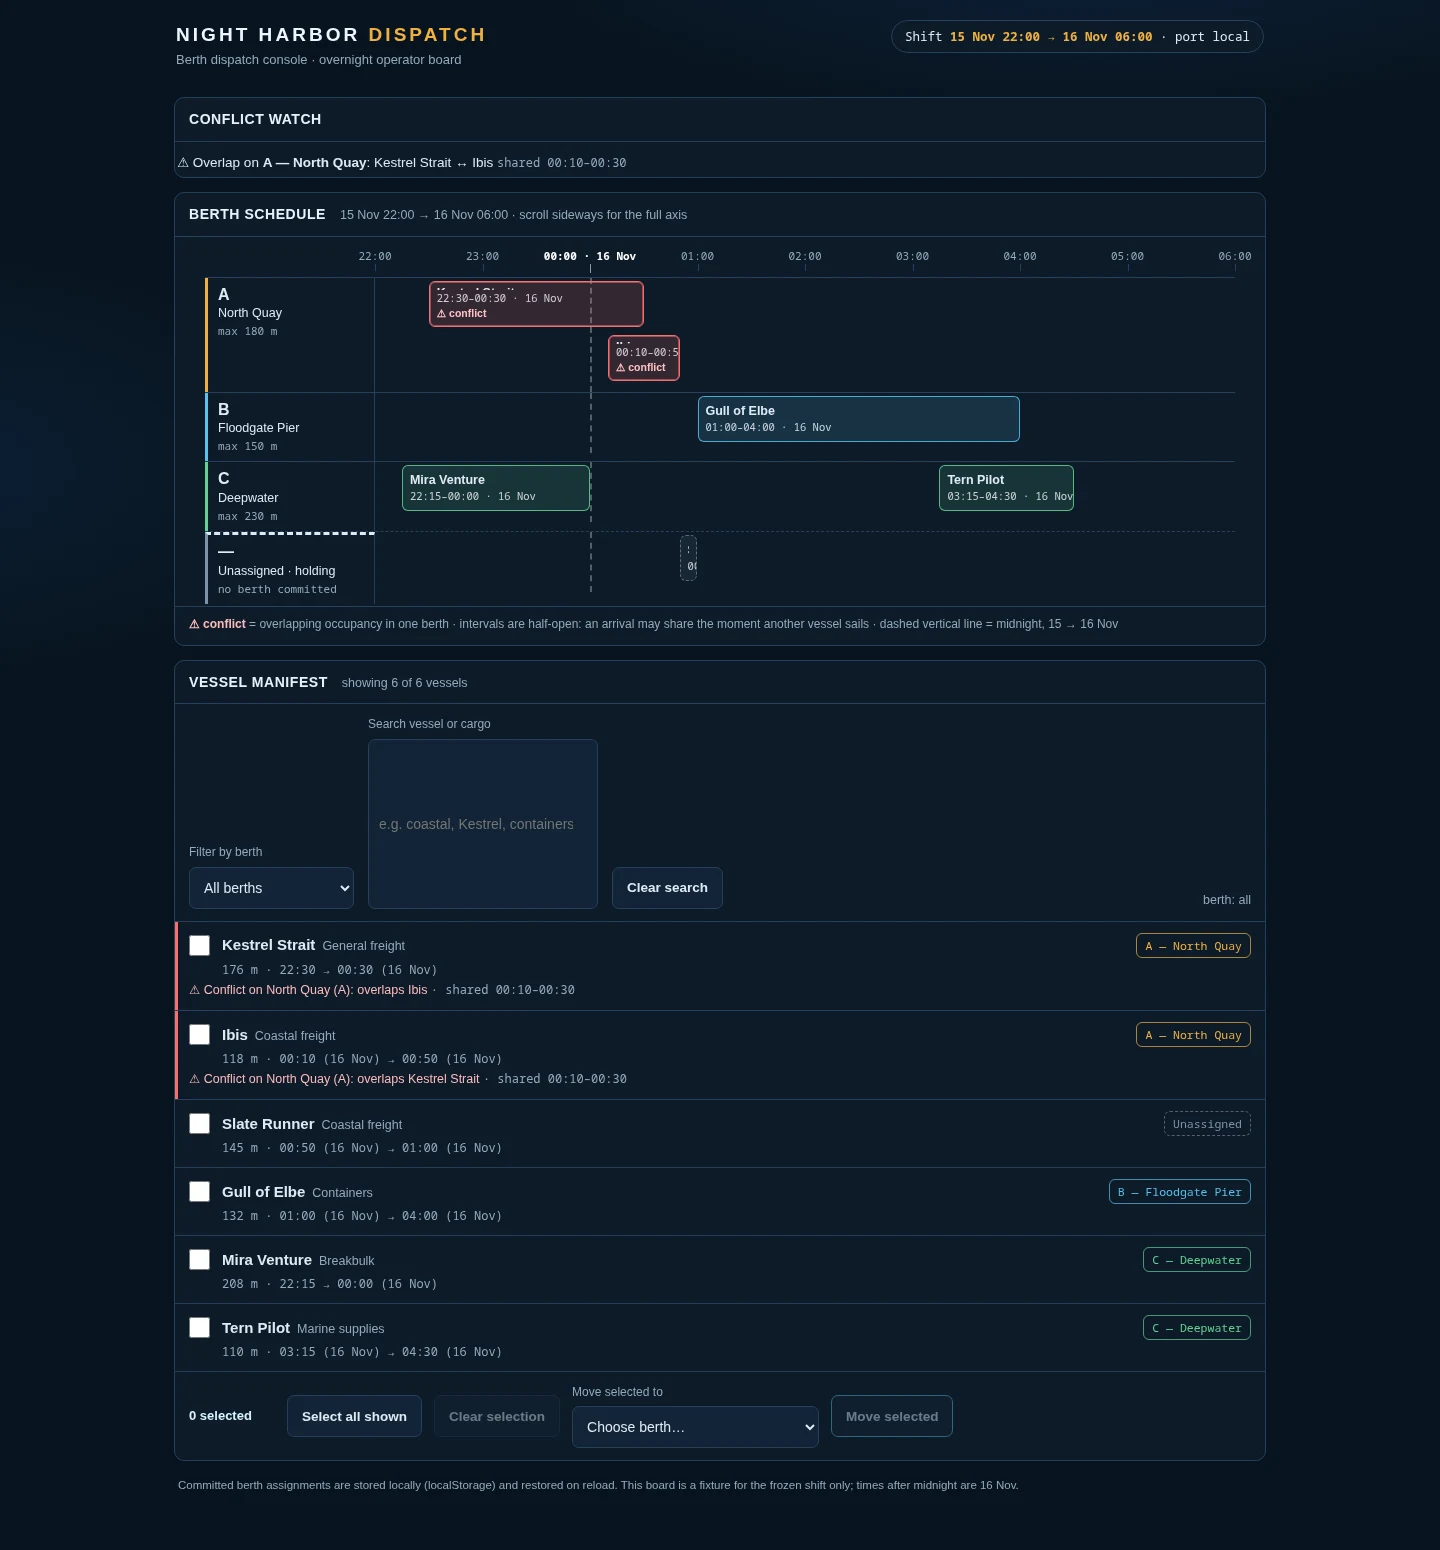 NIGHT HARBOR DISPATCH
Berth dispatch console · overnight operator board
Shift 15 Nov 22:00 → 16 Nov 06:00 · port local
CONFLICT WATCH
⚠ Overlap on A — North Quay: Kestrel Strait ↔ Ibis shared 00:10–00:30
BERTH SCHEDULE 15 Nov 22:00 → 16 Nov 06:00 · scroll sideways for the full axis
22:00 23:00 00:00 · 16 Nov 01:00 02:00 03:00 04:00 05:00 06:00
A
North Quay
max 180 m
22:30–00:30 · 16 Nov
⚠ conflict
00:10–00:5
⚠ conflict
B
Floodgate Pier
max 150 m
Gull of Elbe
01:00–04:00 · 16 Nov
C
Deepwater
max 230 m
Mira Venture
22:15–00:00 · 16 Nov
Tern Pilot
03:15–04:30 · 16 Nov
—
Unassigned · holding
no berth committed
⚠ conflict = overlapping occupancy in one berth · intervals are half-open: an arrival may share the moment another vessel sails · dashed vertical line = midnight, 15 → 16 Nov
VESSEL MANIFEST showing 6 of 6 vessels
Search vessel or cargo
e.g. coastal, Kestrel, containers
Filter by berth
All berths
Clear search
berth: all
Kestrel Strait General freight
A — North Quay
176 m · 22:30 → 00:30 (16 Nov)
⚠ Conflict on North Quay (A): overlaps Ibis · shared 00:10–00:30
Ibis Coastal freight
A — North Quay
118 m · 00:10 (16 Nov) → 00:50 (16 Nov)
⚠ Conflict on North Quay (A): overlaps Kestrel Strait · shared 00:10–00:30
Slate Runner Coastal freight
Unassigned
145 m · 00:50 (16 Nov) → 01:00 (16 Nov)
Gull of Elbe Containers
B — Floodgate Pier
132 m · 01:00 (16 Nov) → 04:00 (16 Nov)
Mira Venture Breakbulk
C — Deepwater
208 m · 22:15 → 00:00 (16 Nov)
Tern Pilot Marine supplies
C — Deepwater
110 m · 03:15 (16 Nov) → 04:30 (16 Nov)
0 selected
Select all shown
Clear selection
Move selected to
Choose berth…
Move selected
Committed berth assignments are stored locally (localStorage) and restored on reload. This board is a fixture for the frozen shift only; times after midnight are 16 Nov.